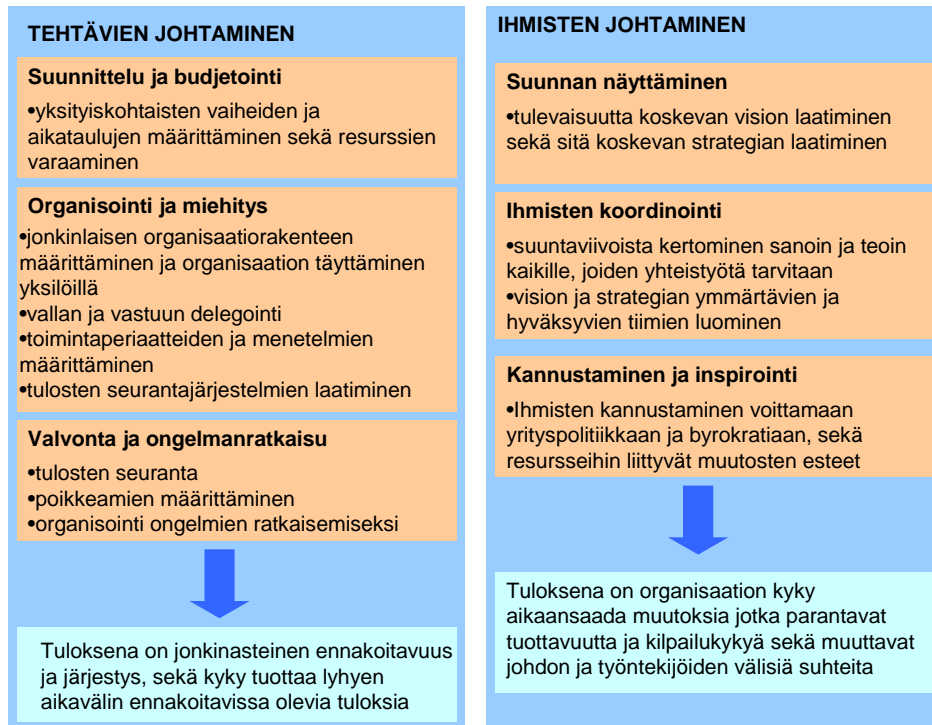 TEHTÄVIEN JOHTAMINEN
Suunnittelu ja budjetointi
•yksityiskohtaisten vaiheiden ja
aikataulujen määrittäminen sekä resurssien
varaaminen
Organisointi ja miehitys
•jonkinlaisen organisaatiorakenteen
määrittäminen ja organisaation täyttäminen
yksilöillä
•vallan ja vastuun delegointi
•toimintaperiaatteiden ja menetelmien
määrittäminen
•tulosten seurantajärjestelmien laatiminen
Valvonta ja ongelmanratkaisu
•tulosten seuranta
•poikkeamien määrittäminen
•organisointi ongelmien ratkaisemiseksi
Tuloksena on jonkinasteinen ennakoitavuus
ja järjestys, sekä kyky tuottaa lyhyen
aikavälin ennakoitavissa olevia tuloksia
IHMISTEN JOHTAMINEN
Suunnan näyttäminen
•tulevaisuutta koskevan vision laatiminen
sekä sitä koskevan strategian laatiminen
Ihmisten koordinointi
•suuntaviivoista kertominen sanoin ja teoin
kaikille, joiden yhteistyötä tarvitaan
•vision ja strategian ymmärtävien ja
hyväksyvien tiimien luominen
Kannustaminen ja inspirointi
•Ihmisten kannustaminen voittamaan
yrityspolitiikkaan ja byrokratiaan, sekä
resursseihin liittyvät muutosten esteet
Tuloksena on organisaation kyky
aikaansaada muutoksia jotka parantavat
tuottavuutta ja kilpailukykyä sekä muuttavat
johdon ja työntekijöiden välisiä suhteita